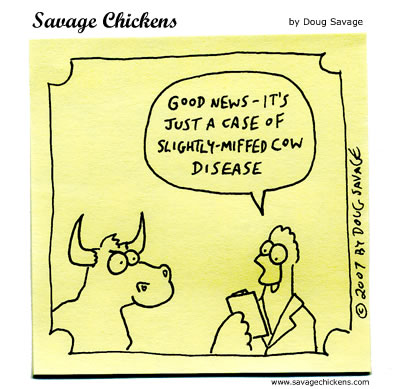 Savage Chickens
by Doug Savage
GOOD NEWS - IT'S
JUST A CASE OF
SLIGHTLY-MIFFED COW
DISEASE
© 2007 BY DOUG SAVAGE
www.savagechickens.com